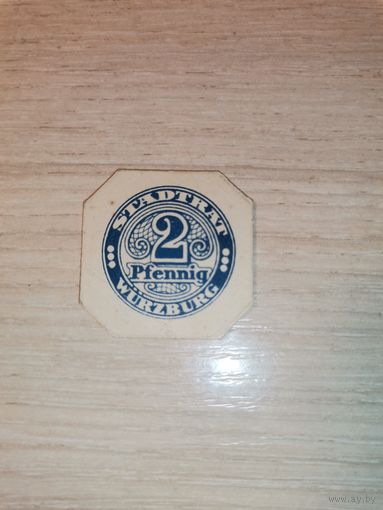 STADTRAT
2
Pfennig
WÜRZBURG
www.ay.by